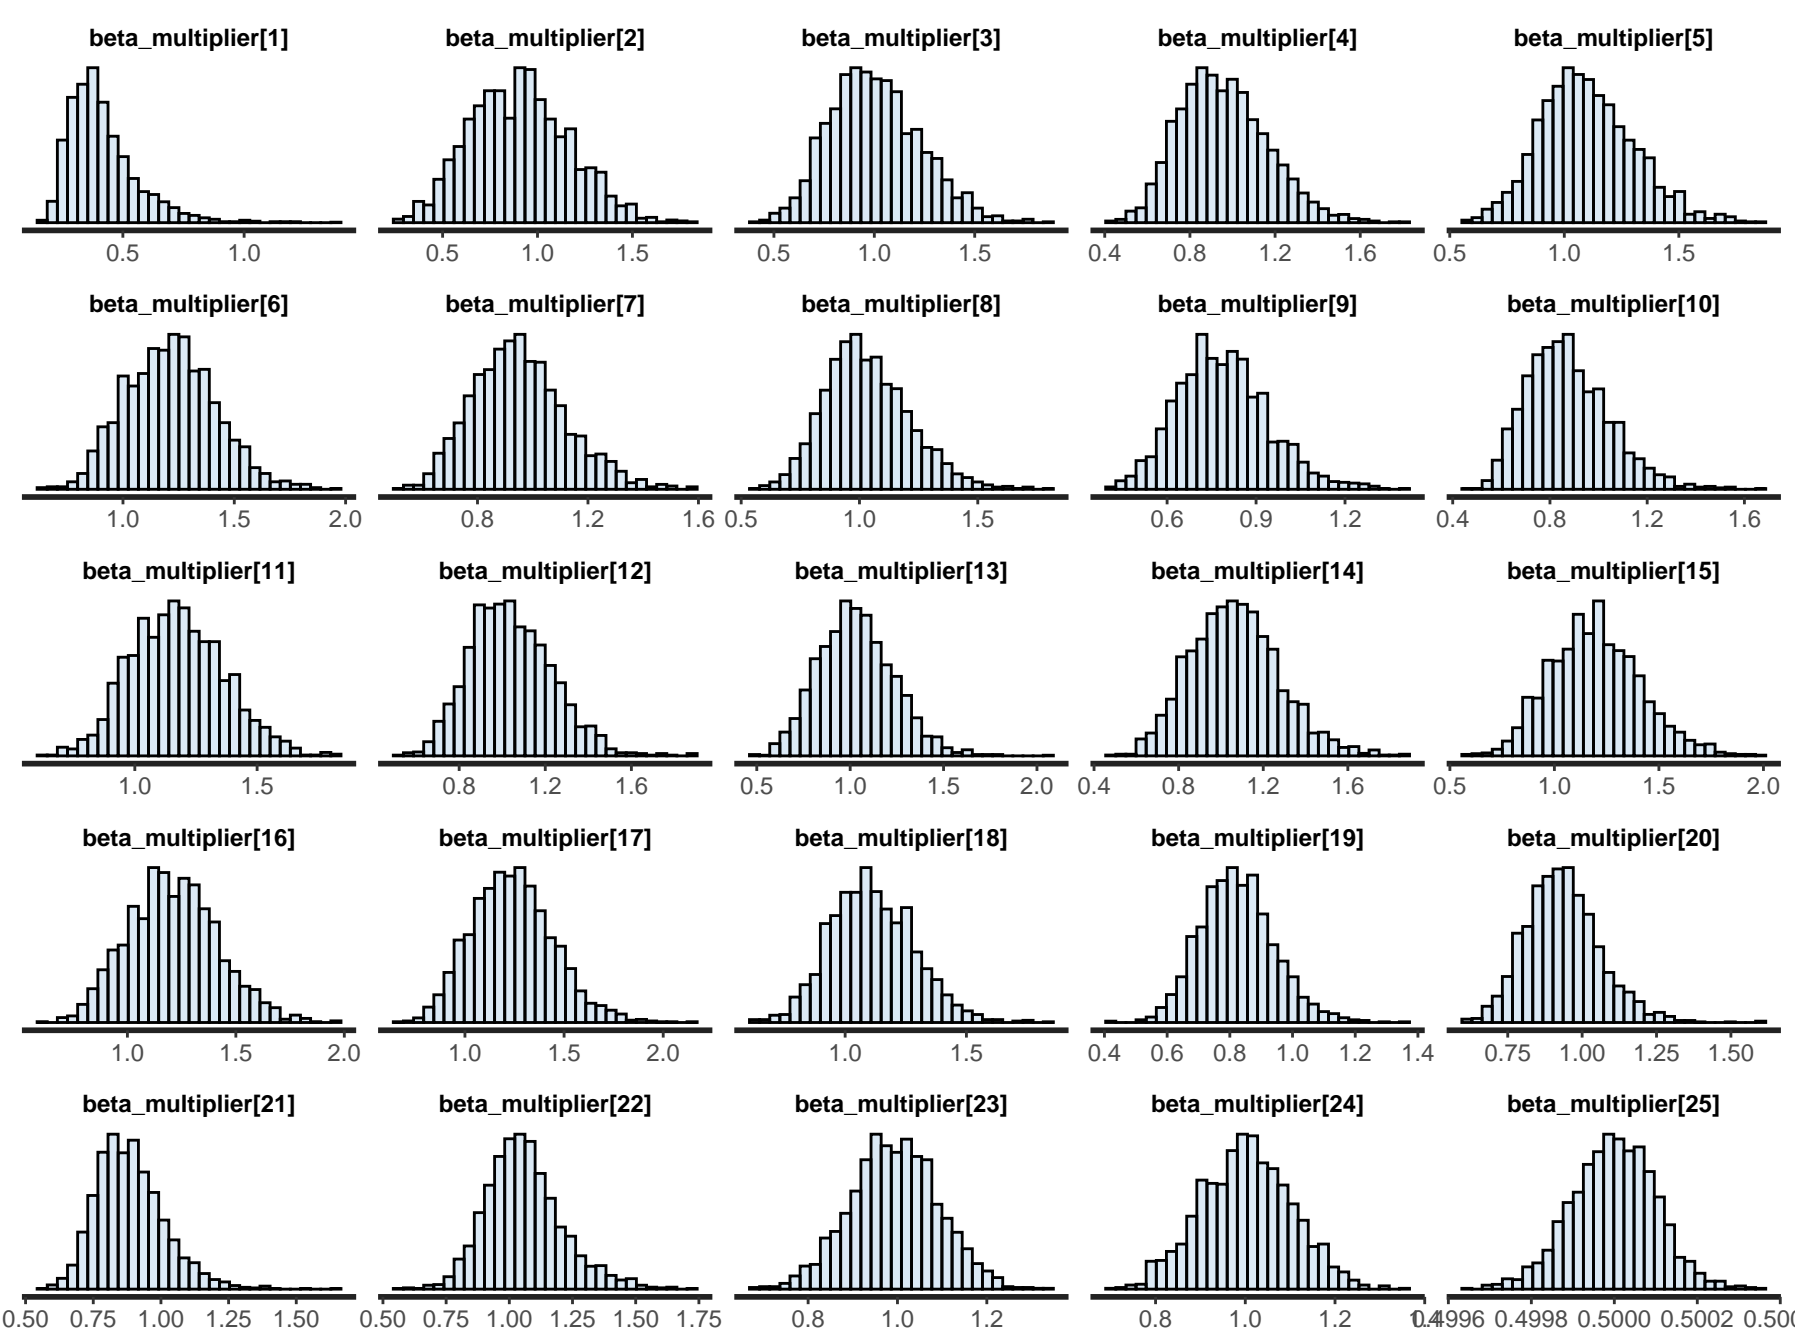 beta_multiplier[1] beta_multiplier[2] beta_multiplier[3] beta_multiplier[4] beta_multiplier[5]
0.5 1.0 0.5 1.0 1.5 0.5 1.0 1.5 0.4 0.8 1.2 1.6 0.5 1.0 1.5
beta_multiplier[6] beta_multiplier[7] beta_multiplier[8] beta_multiplier[9] beta_multiplier[10]
1.0 1.5 2.0 0.8 1.2 1.6 0.5 1.0 1.5 0.6 0.9 1.2 0.4 0.8 1.2 1.6
beta_multiplier[11] beta_multiplier[12] beta_multiplier[13] beta_multiplier[14] beta_multiplier[15]
1.0 1.5 0.8 1.2 1.6 0.5 1.0 1.5 2.0 0.4 0.8 1.2 1.6 0.5 1.0 1.5 2.0
beta_multiplier[16] beta_multiplier[17] beta_multiplier[18] beta_multiplier[19] beta_multiplier[20]
1.0 1.5 2.0 1.0 1.5 2.0 1.0 1.5 0.4 0.6 0.8 1.0 1.2 1.4 0.75 1.00 1.25 1.50
beta_multiplier[21] beta_multiplier[22] beta_multiplier[23] beta_multiplier[24] beta_multiplier[25]
0.50 0.75 1.00 1.25 1.50 0.50 0.75 1.00 1.25 1.50 1.75 0.8 1.0 1.2 0.8 1.0 1.2 0.4998 0.5000 0.5002